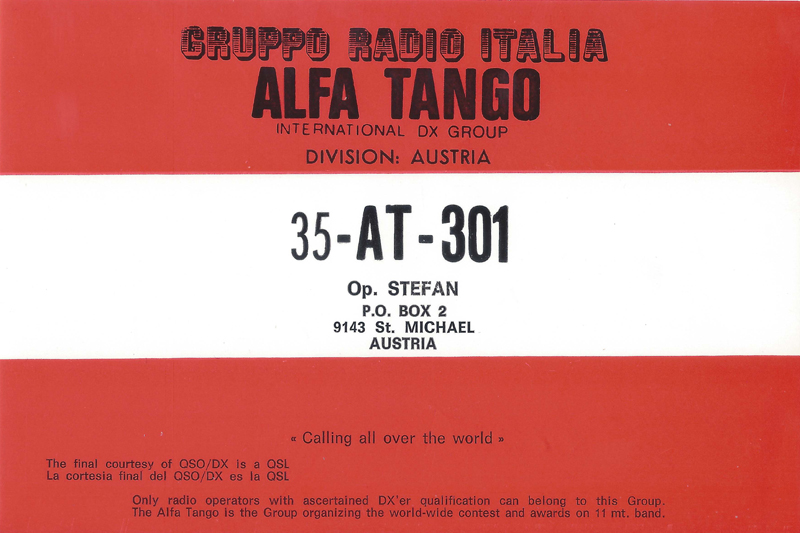 GRUPPO RADIO ITALIA
ALFA TANGO
INTERNATIONAL DX GROUP
DIVISION: AUSTRIA
35-AT-301
Op. STEFAN
P.O. BOX 2
9143 St. MICHAEL
AUSTRIA
« Calling all over the world »
The final courtesy of QSO/DX is a QSL
La cortesia final del QSO/DX es la QSL
Only radio operators with ascertained DX'er qualification can belong to this Group.
The Alfa Tango is the Group organizing the world-wide contest and awards on 11 mt. band.